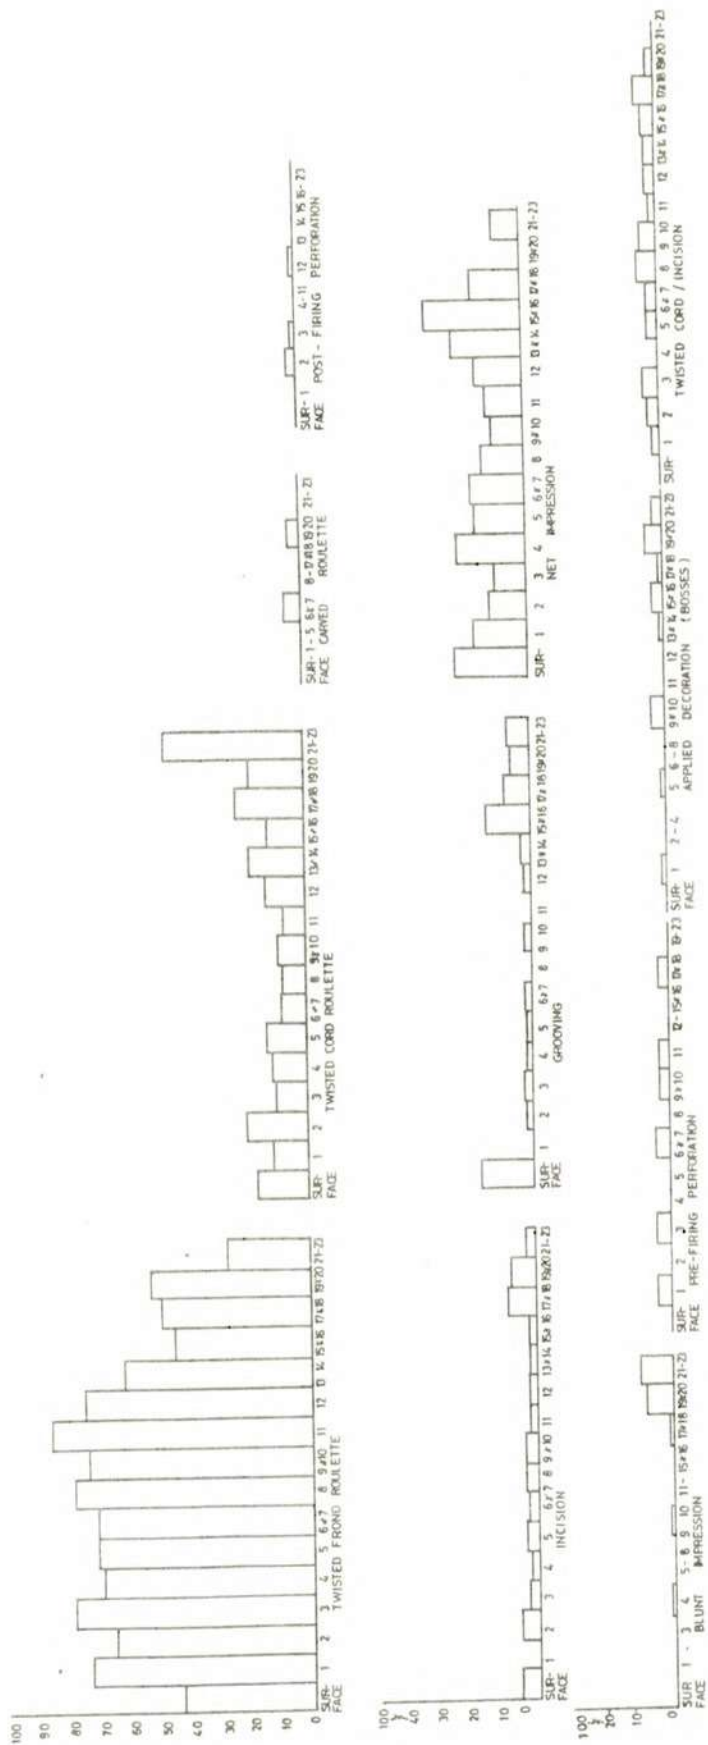 100
90
80
70
60
50
40
30
20
10
0
SUR- 1 2 3 4 5 6+7 8 9+10 11 12 13 14 15+16 17+18 19+20 21-23
FACE TWISTED FROND ROULETTE
SUR- 1 2 3 4 5 6+7 8 9+10 11 12 13+14 15+16 17+18 19+20 21-23
FACE TWISTED CORD ROULETTE
SUR- 1 - 5 6+7 8-17+18 19+20 21-23
FACE CARVED ROULETTE
SUR- 1 2 3 4-11 12 13 14 15 16-23
FACE POST-FIRING PERFORATION
100
20
10
0
SUR- 1 2 3 4 5 6+7 8 9+10 11 12 13+14 15+16 17+18 19+20 21-23
FACE INCISION
SUR- 1 2 3 4 5 6+7 8 9 10 11 12 13+14 15+16 17+18 19+20 21-23
FACE GROOVING
SUR- 1 2 3 4 5 6+7 8 9+10 11 12 13+14 15+16 17+18 19+20 21-23
NET IMPRESSION
100
20
10
0
SUR 1 - 3 4 5-8 9 10 11-15+16 17+18 19+20 21-23
FACE BLUNT IMPRESSION
SUR- 1 2 3 4 5 6+7 8 9+10 11 12-15+16 17+18 19-23
FACE PRE-FIRING PERFORATION
SUR- 1 2-4 5 6-8 9+10 11 12 13+14 15+16 17+18 19+20 21-23
FACE APPLIED DECORATION (BOSSES)
SUR- 1 2 3 4 5 6+7 8 9 10 11 12 13+14 15+16 17+18 19+20 21-23
TWISTED CORD / INCISION